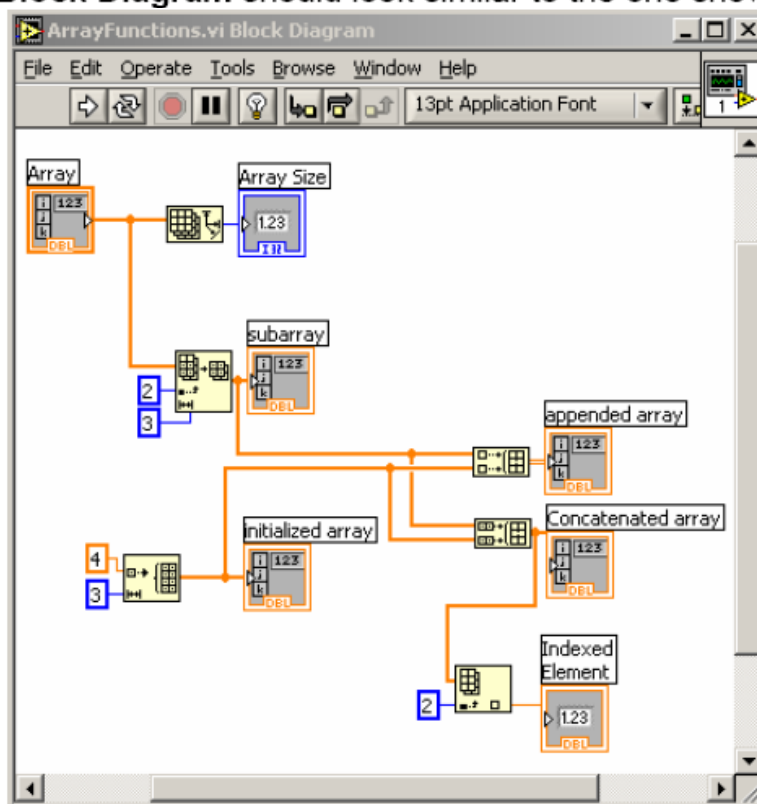 Block Diagram should look similar to the one show
ArrayFunctions.vi Block Diagram
File Edit Operate Tools Browse Window Help
13pt Application Font
1
Array
i 123
j
k
DBL
Array Size
1.23
I32
subarray
i 123
j
k
DBL
2
3
appended array
i 123
j
k
DBL
initialized array
i 123
j
k
DBL
4
3
Concatenated array
i 123
j
k
DBL
Indexed
Element
2
1.23
DBL